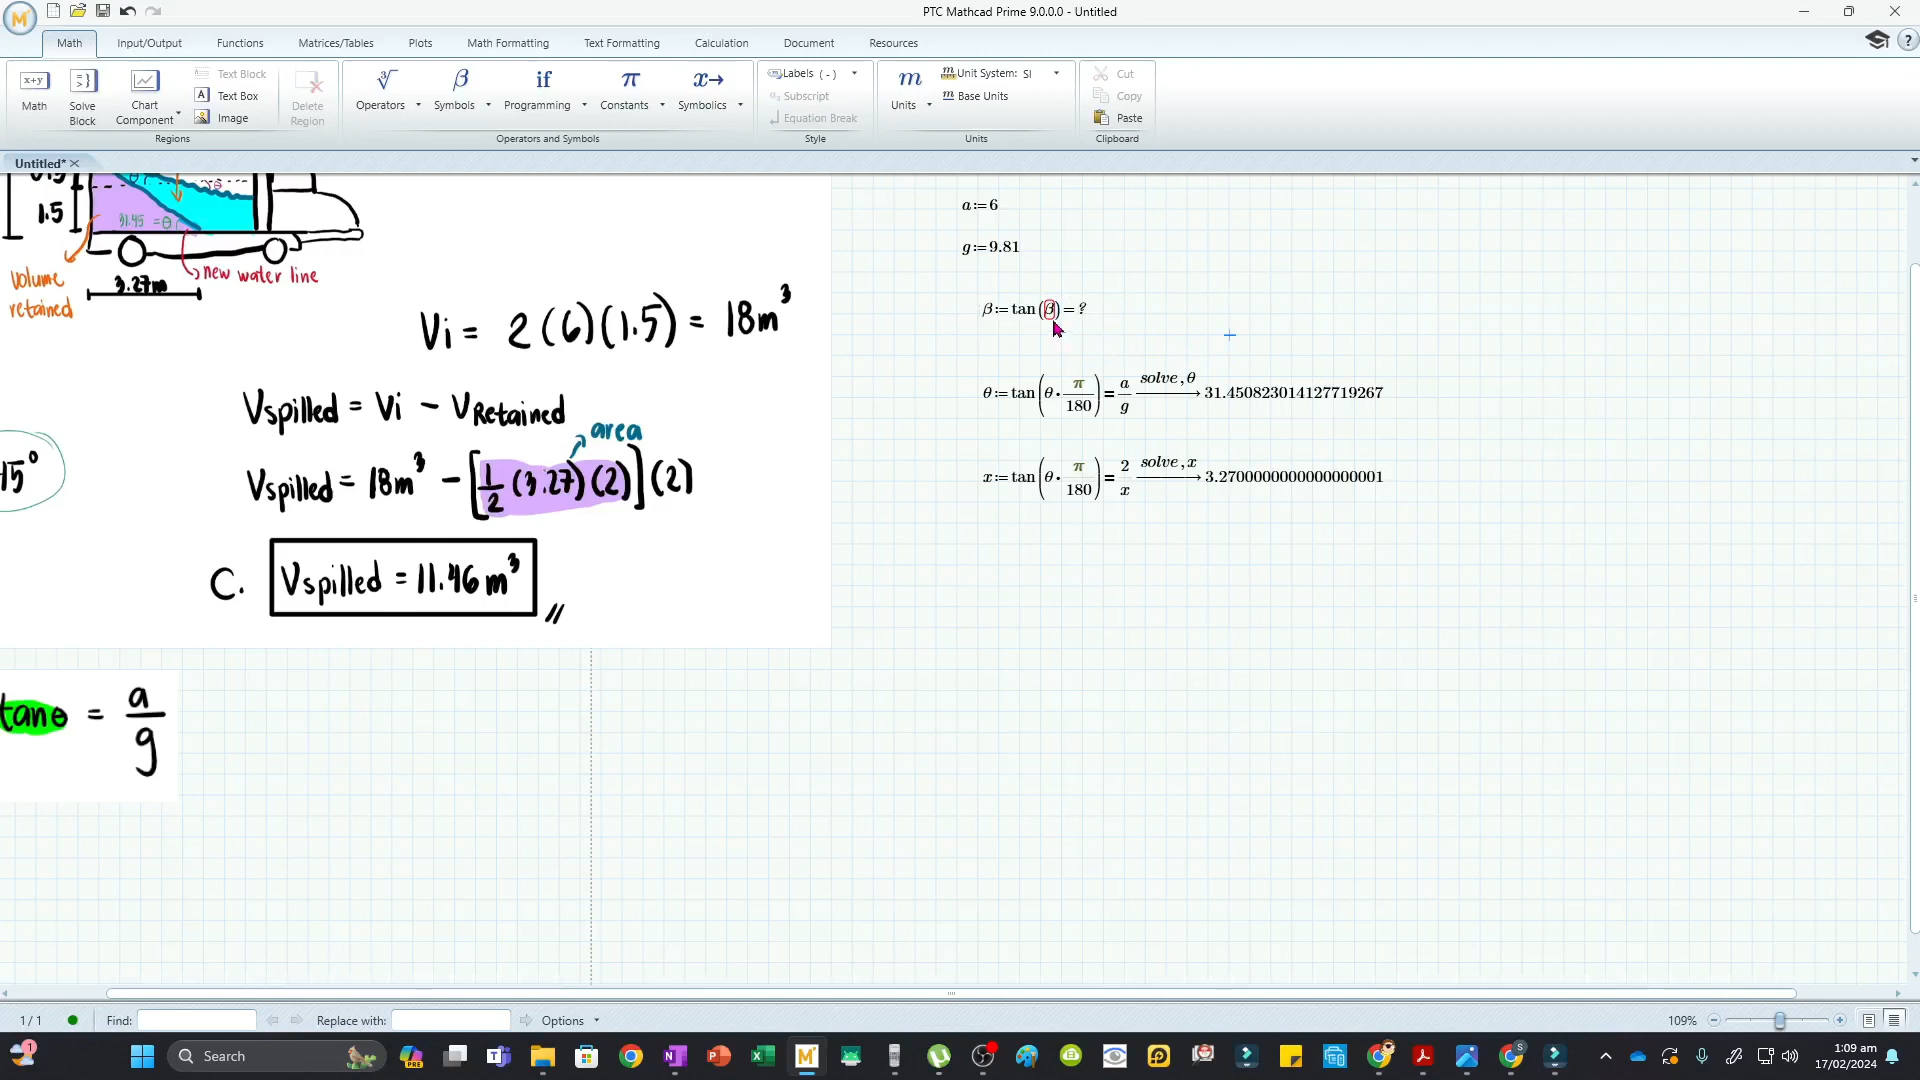 PTC Mathcad Prime 9.0.0.0 - Untitled
Math Input/Output Functions Matrices/Tables Plots Math Formatting Text Formatting Calculation Document Resources
Math
Solve Block
Chart Component
Text Block
Text Box
Image
Delete Region
Regions
Operators
Symbols
if Programming
π Constants
x→ Symbolics
Operators and Symbols
Labels (-)
Subscript
Equation Break
Style
m Units
Unit System: SI
Base Units
Units
Cut
Copy
Paste
Clipboard
Untitled*
1.5
31.45 = θ
Volume retained
3.27m
new water line
Vi = 2 (6)(1.5) = 18m³
Vspilled = Vi - VRetained
area
Vspilled = 18m³ - [1/2 (3.27)(2)](2)
C. Vspilled = 11.46 m³ //
tanθ = a/g
a:=6
g:=9.81
β:=tan(β)=?
θ:=tan(θ·π/180)=a/g solve,θ → 31.450823014127719267
x:=tan(θ·π/180)=2/x solve,x → 3.2700000000000000001
1 / 1 Find: Replace with: Options 109%
Search
1:09 am
17/02/2024